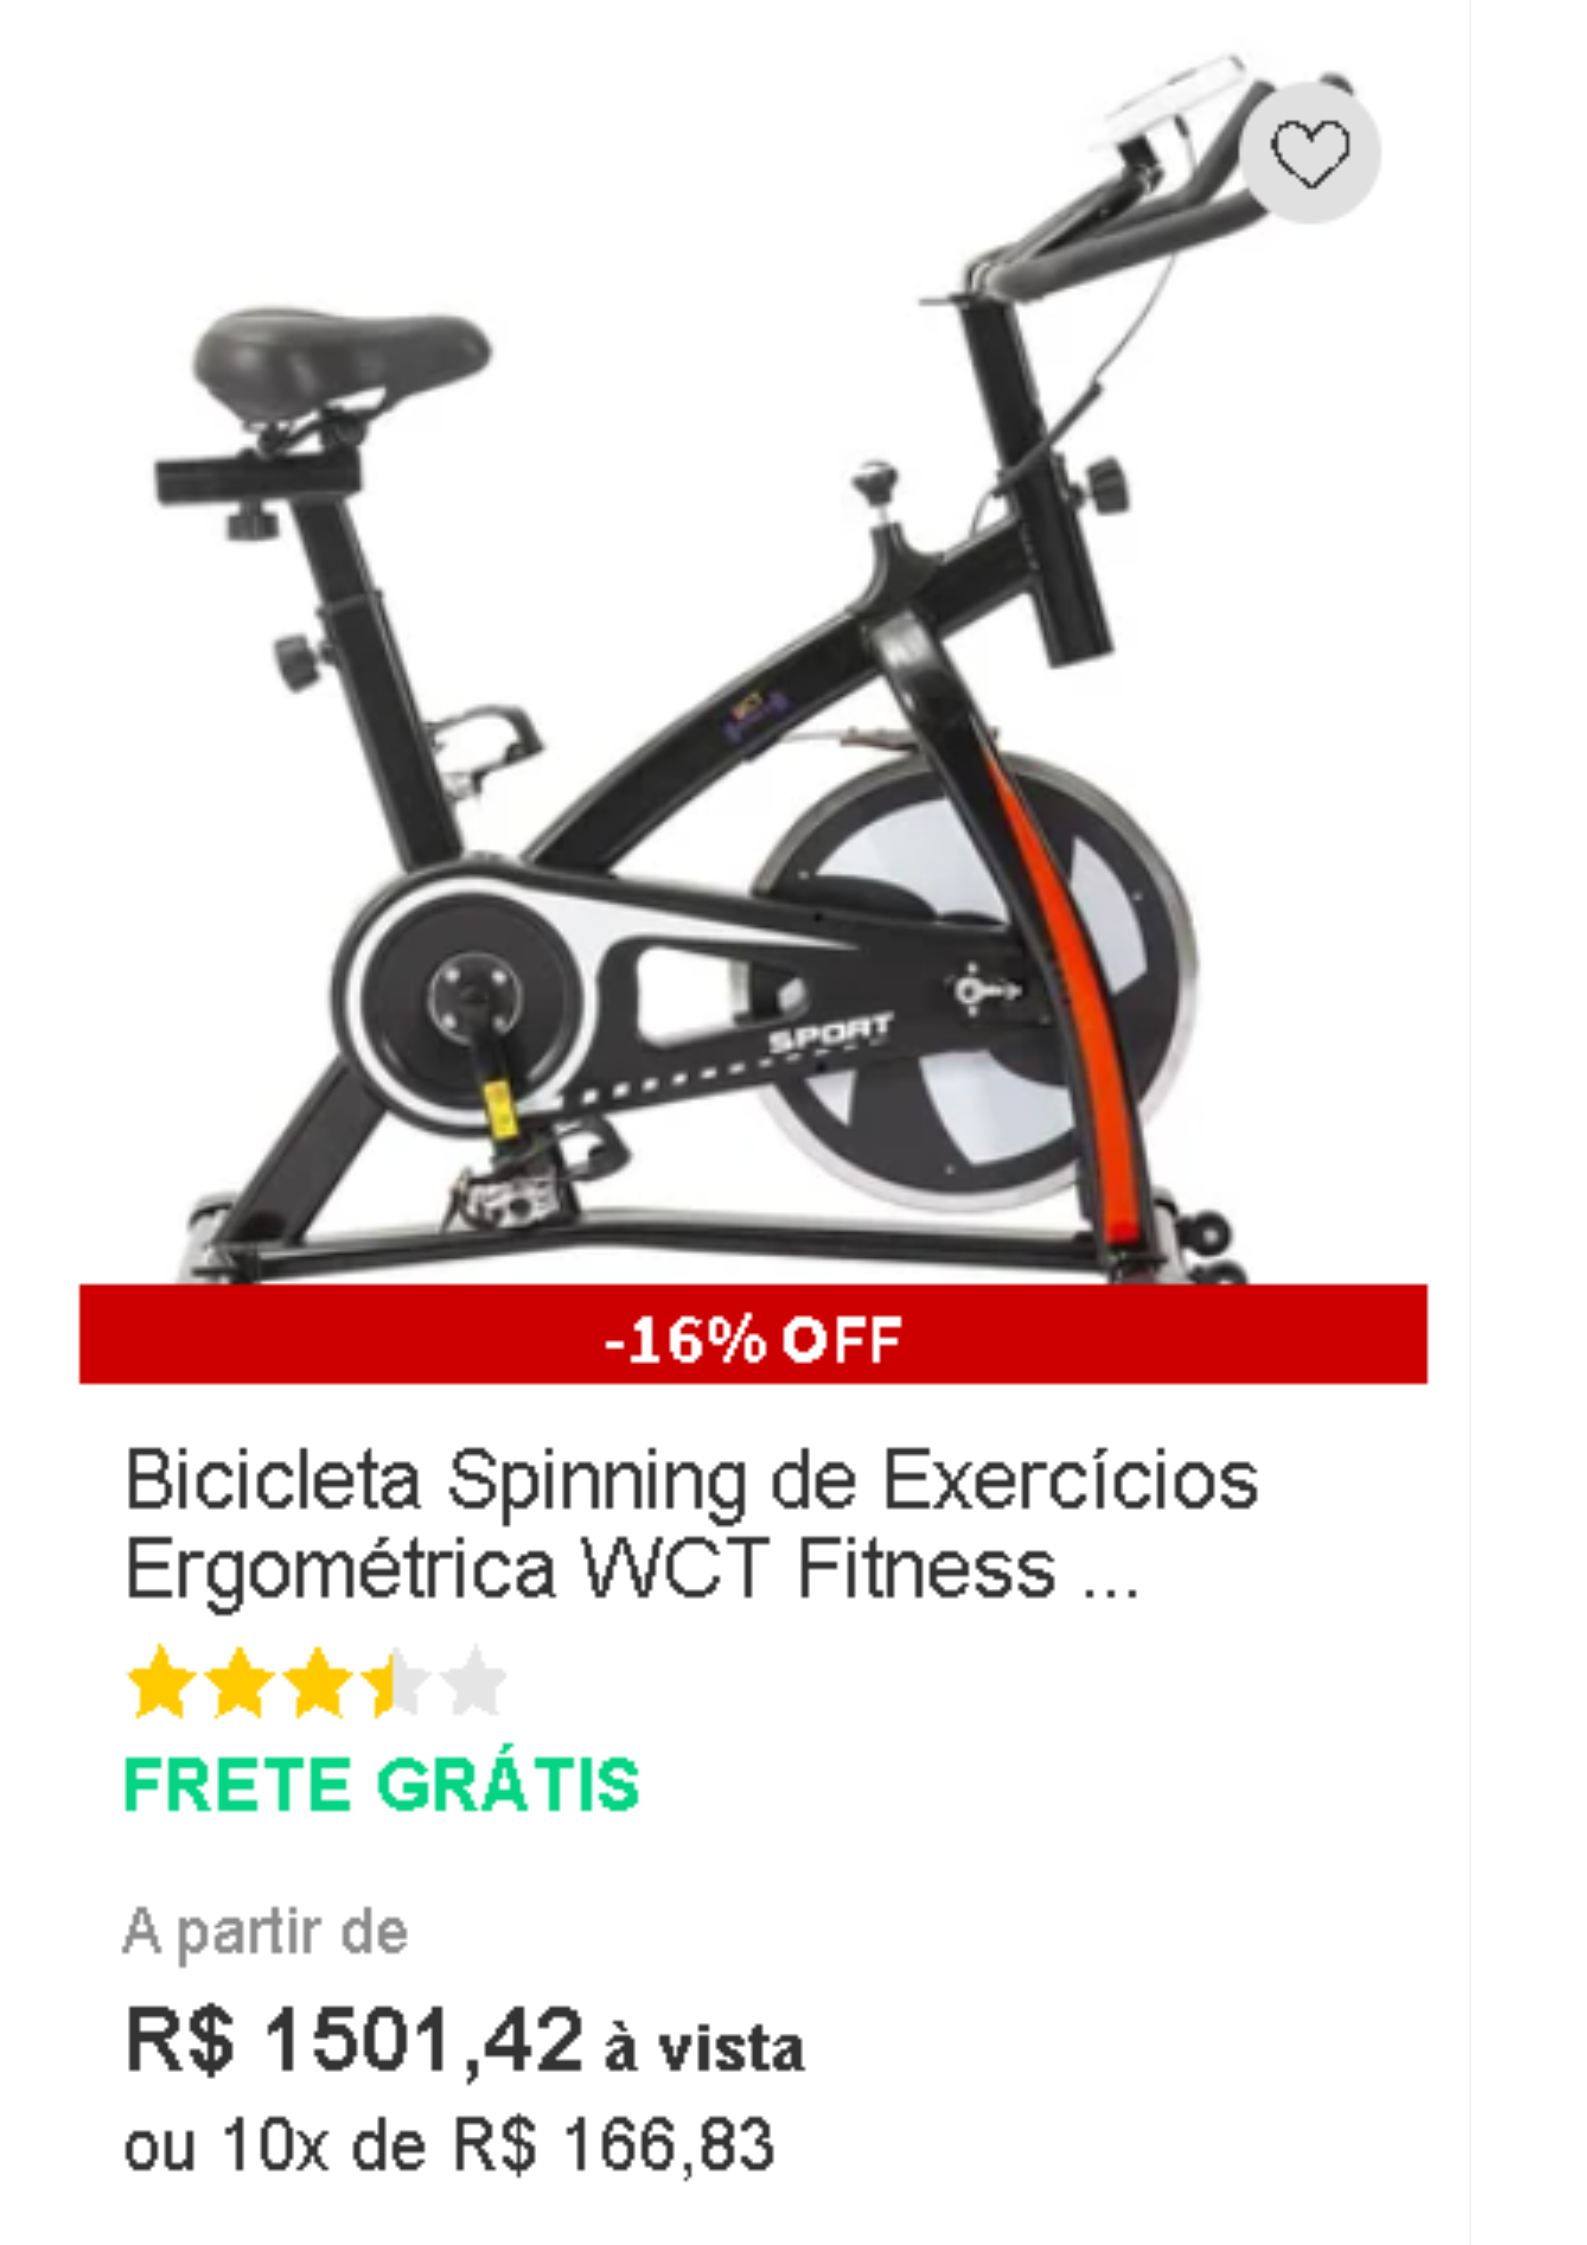 WCT
SPORT
-16% OFF
Bicicleta Spinning de Exercícios
Ergométrica WCT Fitness ...
FRETE GRÁTIS
A partir de
R$ 1501,42 à vista
ou 10x de R$ 166,83